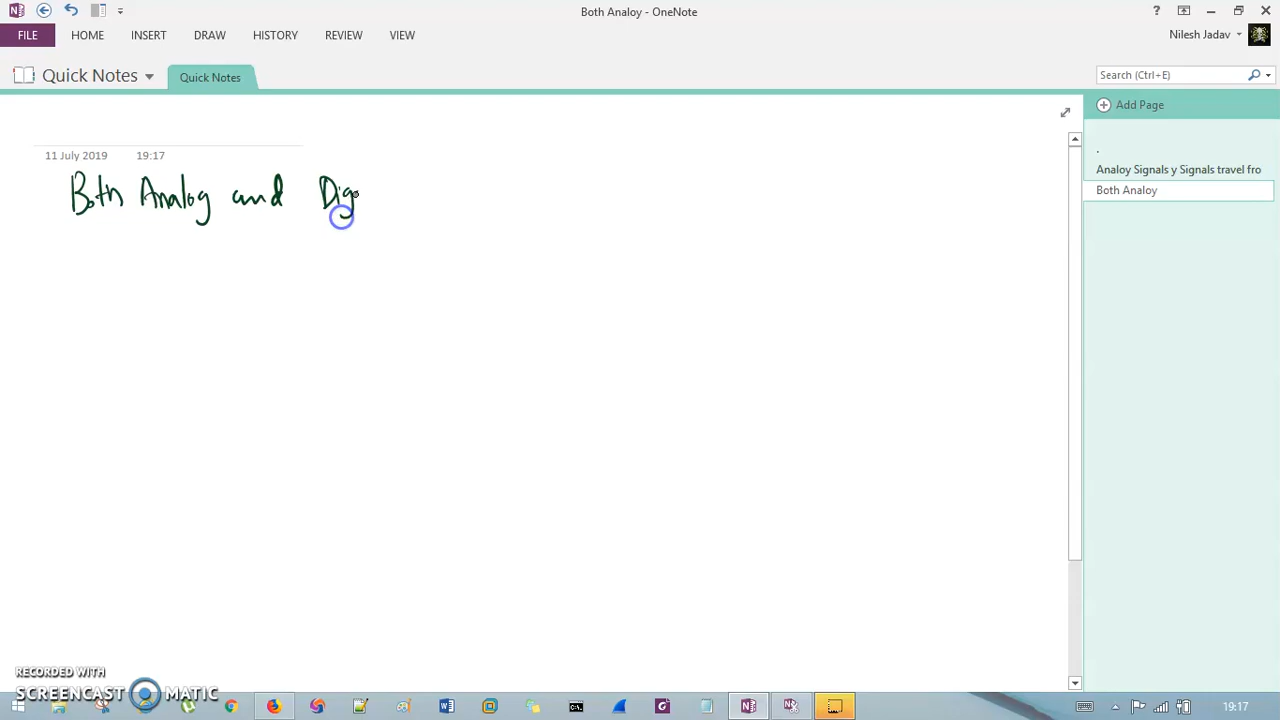 Both Analoy - OneNote
?
FILE HOME INSERT DRAW HISTORY REVIEW VIEW
Nilesh Jadav
Quick Notes
Quick Notes
Search (Ctrl+E)
Add Page
11 July 2019 19:17
.
Analoy Signals y Signals travel fro
Both Analoy
Both Analog and Dig
RECORDED WITH
SCREENCAST MATIC
19:17